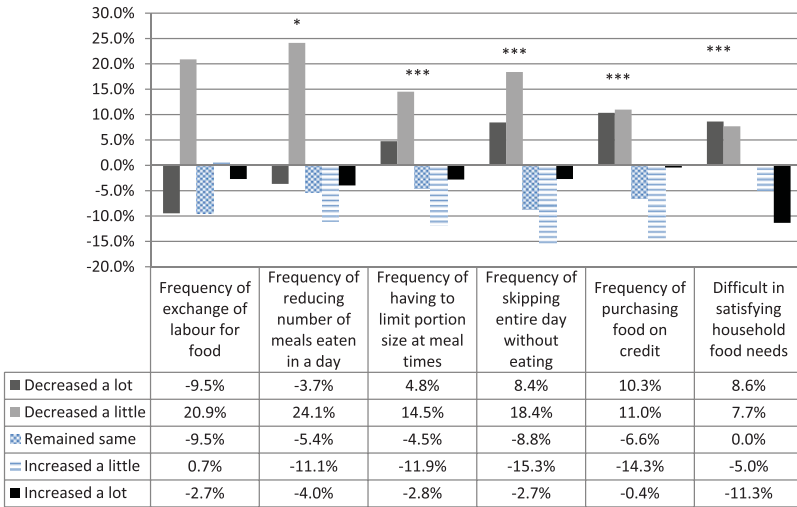 30.0%
25.0%
20.0%
15.0%
10.0%
5.0%
0.0%
-5.0%
-10.0%
-15.0%
-20.0%
*
***
***
***
***
Frequency of exchange of labour for food
Frequency of reducing number of meals eaten in a day
Frequency of having to limit portion size at meal times
Frequency of skipping entire day without eating
Frequency of purchasing food on credit
Difficult in satisfying household food needs
Decreased a lot -9.5% -3.7% 4.8% 8.4% 10.3% 8.6%
Decreased a little 20.9% 24.1% 14.5% 18.4% 11.0% 7.7%
Remained same -9.5% -5.4% -4.5% -8.8% -6.6% 0.0%
Increased a little 0.7% -11.1% -11.9% -15.3% -14.3% -5.0%
Increased a lot -2.7% -4.0% -2.8% -2.7% -0.4% -11.3%